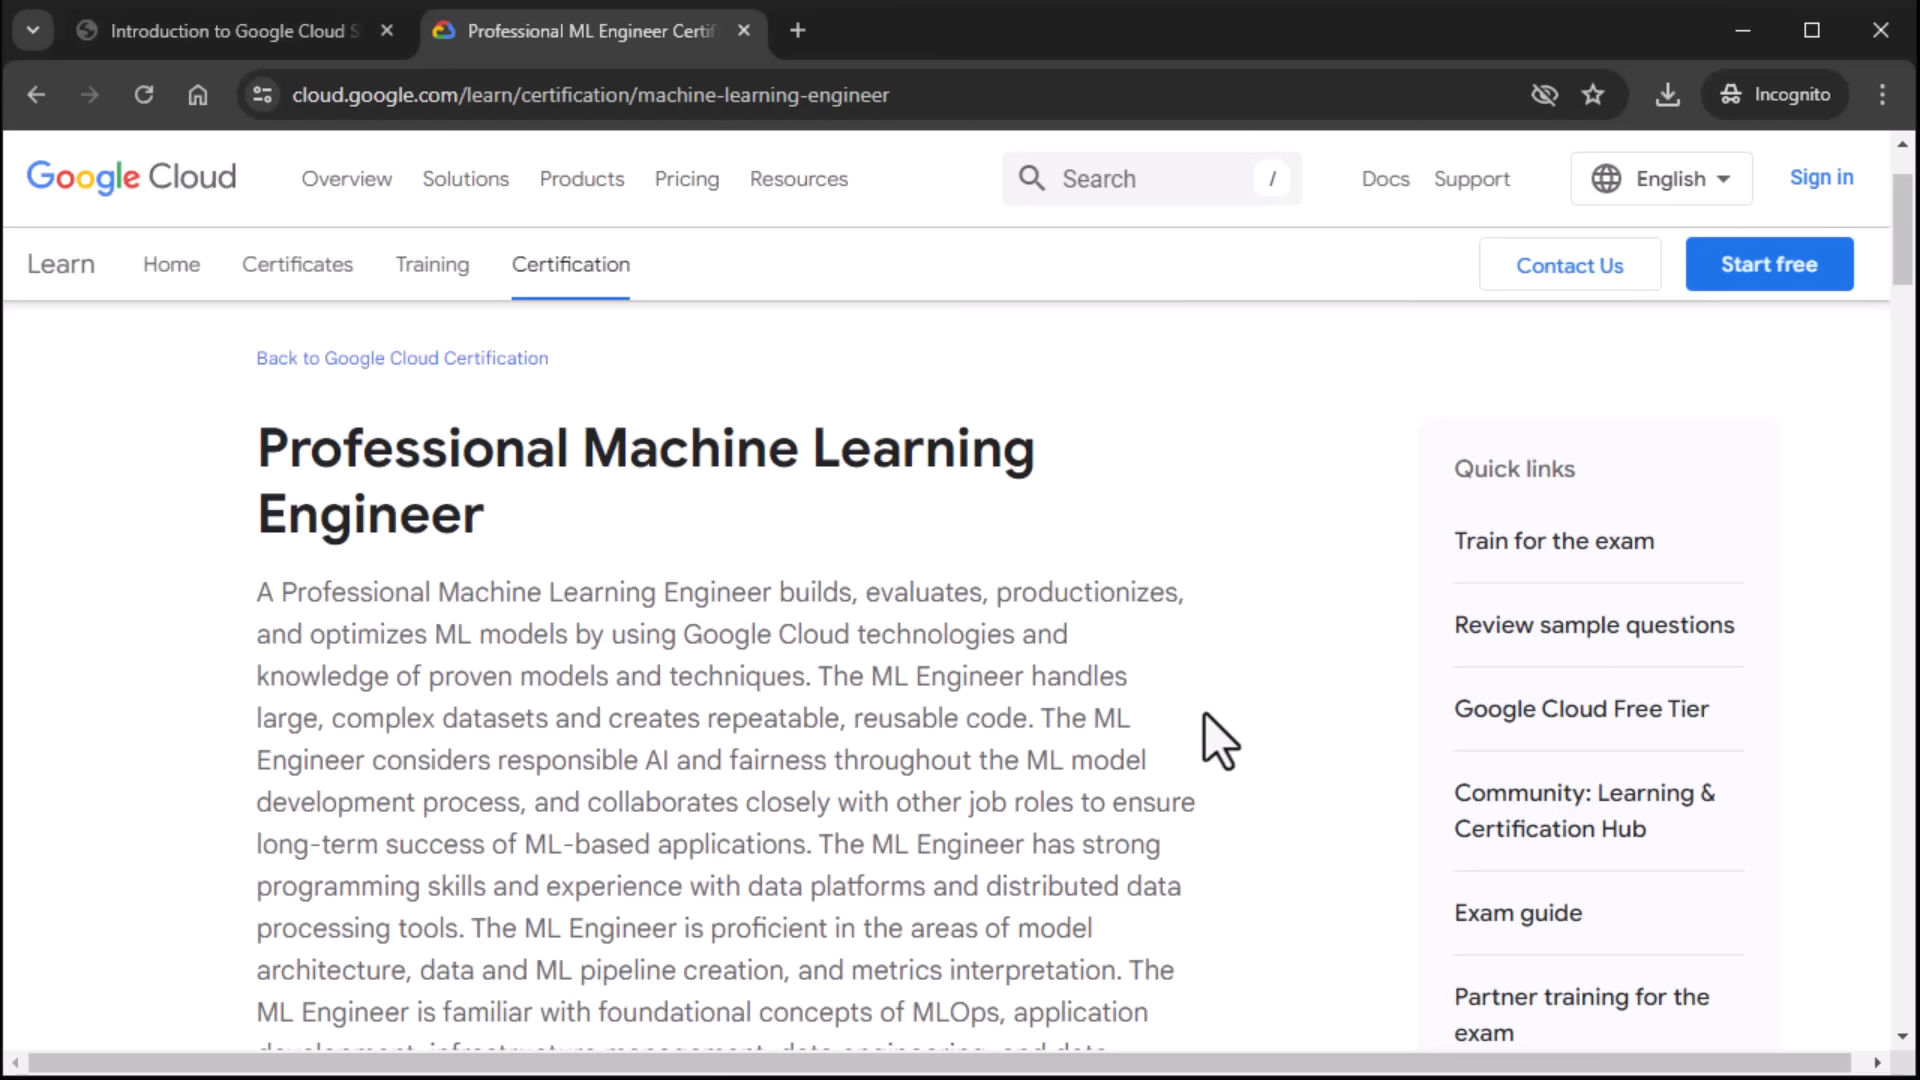 Introduction to Google Cloud S
Professional ML Engineer Certif
cloud.google.com/learn/certification/machine-learning-engineer
Incognito
Google Cloud
Overview
Solutions
Products
Pricing
Resources
Search
/
Docs
Support
English
Sign in
Learn
Home
Certificates
Training
Certification
Contact Us
Start free
Back to Google Cloud Certification
Professional Machine Learning
Engineer
A Professional Machine Learning Engineer builds, evaluates, productionizes,
and optimizes ML models by using Google Cloud technologies and
knowledge of proven models and techniques. The ML Engineer handles
large, complex datasets and creates repeatable, reusable code. The ML
Engineer considers responsible AI and fairness throughout the ML model
development process, and collaborates closely with other job roles to ensure
long-term success of ML-based applications. The ML Engineer has strong
programming skills and experience with data platforms and distributed data
processing tools. The ML Engineer is proficient in the areas of model
architecture, data and ML pipeline creation, and metrics interpretation. The
ML Engineer is familiar with foundational concepts of MLOps, application
Quick links
Train for the exam
Review sample questions
Google Cloud Free Tier
Community: Learning &
Certification Hub
Exam guide
Partner training for the
exam